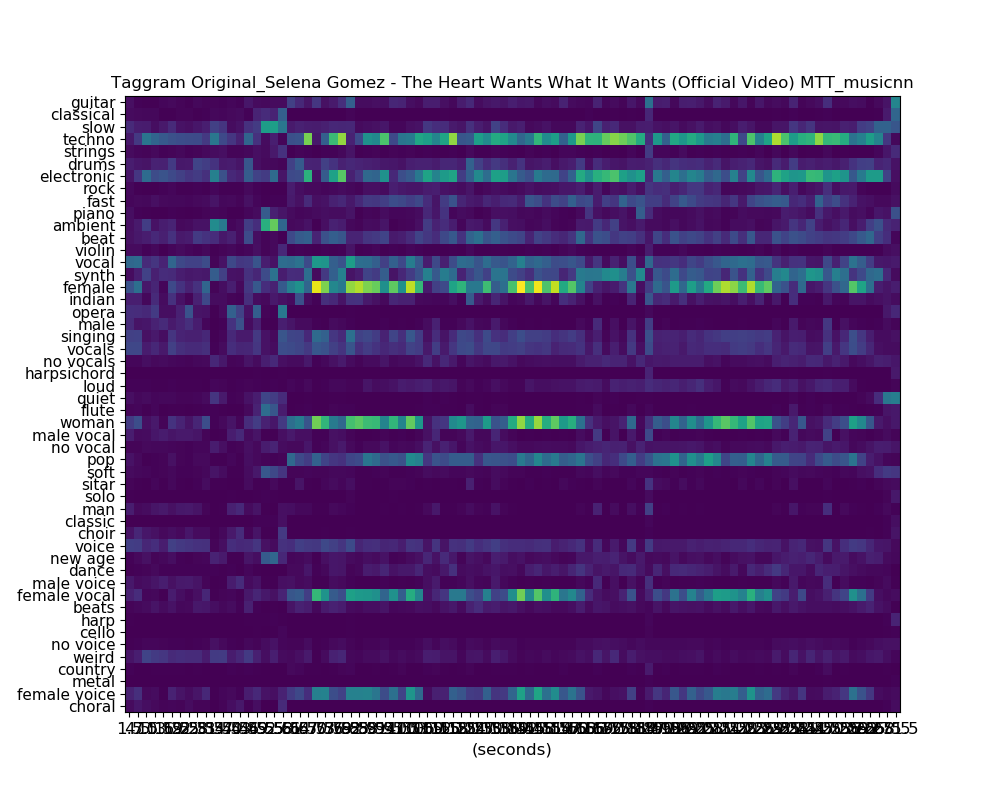 Taggram Original_Selena Gomez - The Heart Wants What It Wants (Official Video) MTT_musicnn
guitar
classical
slow
techno
strings
drums
electronic
rock
fast
piano
ambient
beat
violin
vocal
synth
female
indian
opera
male
singing
vocals
no vocals
harpsichord
loud
quiet
flute
woman
male vocal
no vocal
pop
soft
sitar
solo
man
classic
choir
voice
new age
dance
male voice
female vocal
beats
harp
cello
no voice
weird
country
metal
female voice
choral
(seconds)